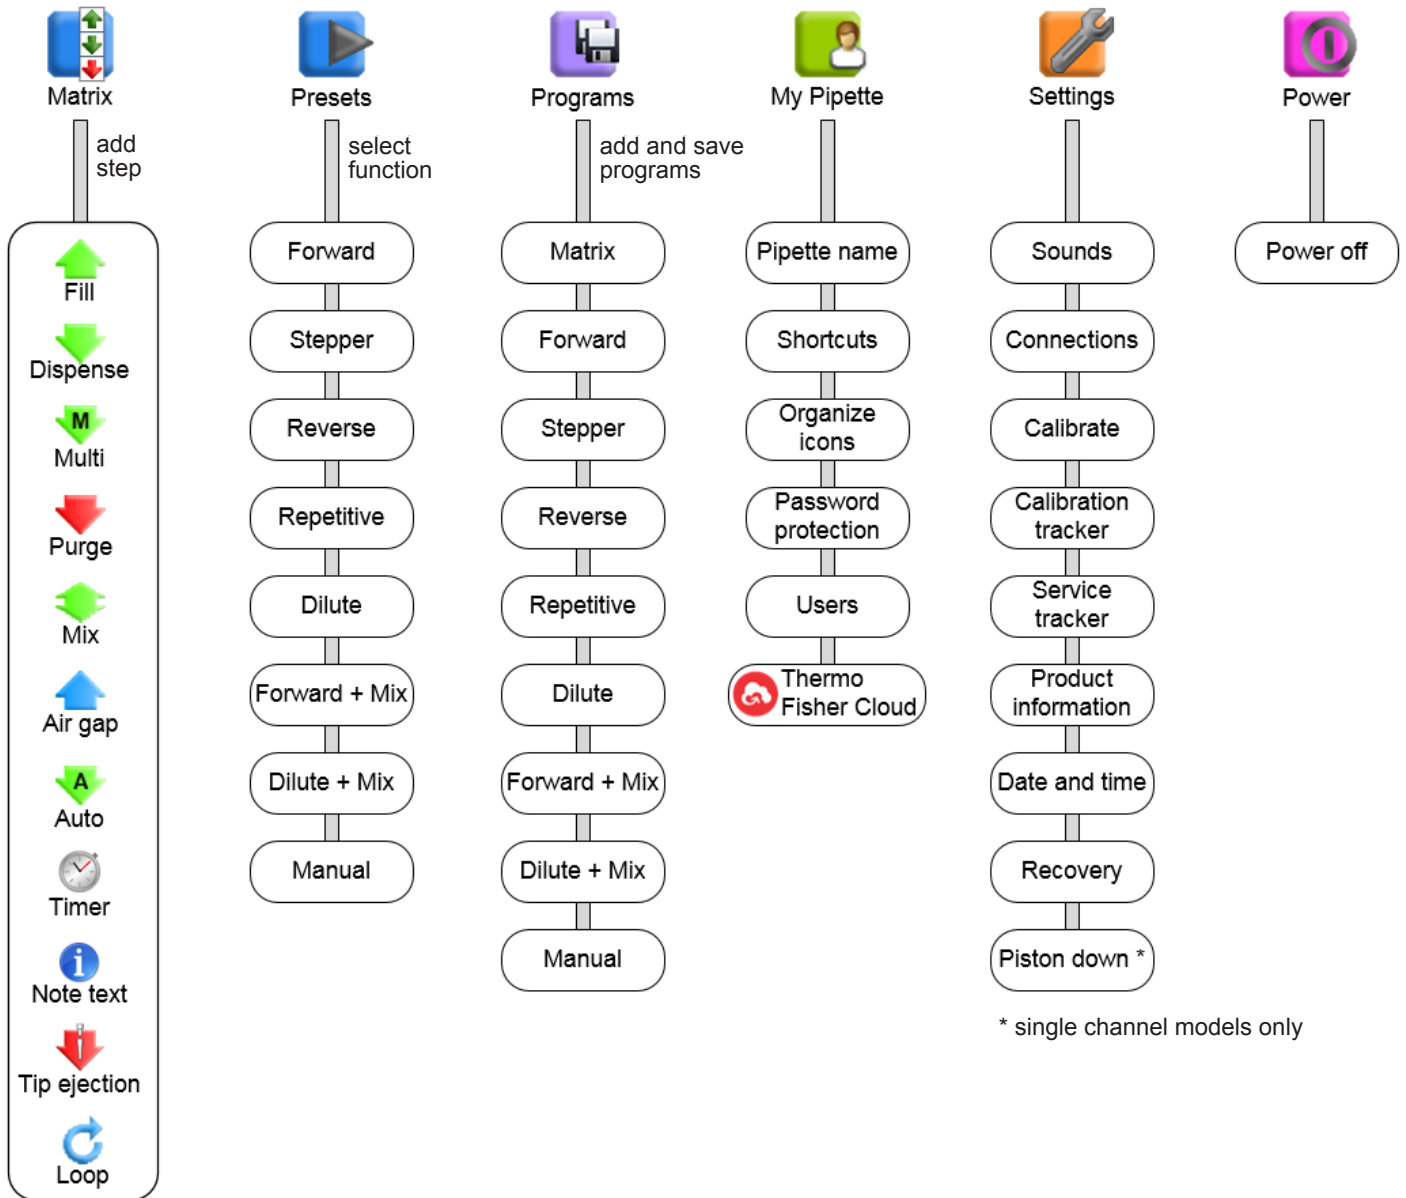 Matrix
Presets
Programs
My Pipette
Settings
Power
add
step
select
function
add and save
programs
Fill
Dispense
M
Multi
Purge
Mix
Air gap
A
Auto
Timer
i
Note text
Tip ejection
Loop
Forward
Stepper
Reverse
Repetitive
Dilute
Forward + Mix
Dilute + Mix
Manual
Matrix
Forward
Stepper
Reverse
Repetitive
Dilute
Forward + Mix
Dilute + Mix
Manual
Pipette name
Shortcuts
Organize
icons
Password
protection
Users
Thermo
Fisher Cloud
Sounds
Connections
Calibrate
Calibration
tracker
Service
tracker
Product
information
Date and time
Recovery
Piston down *
* single channel models only
Power off